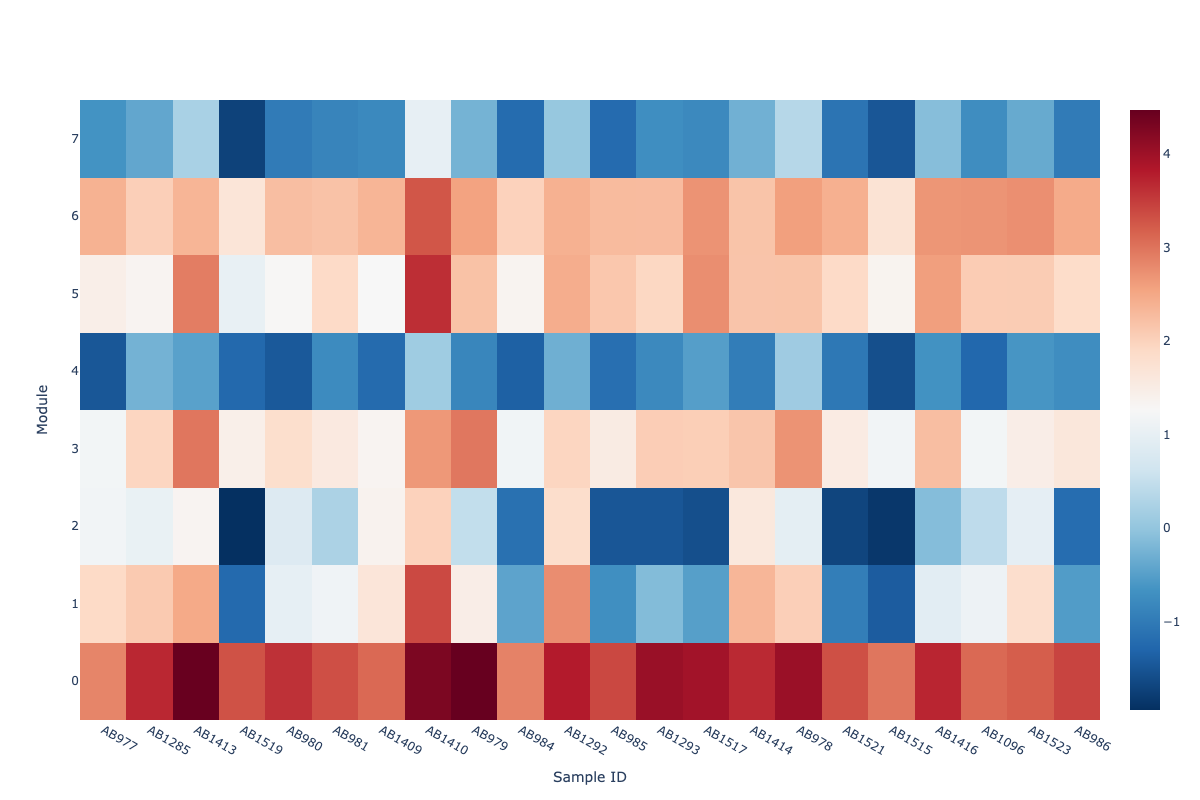 7
6
5
4
3
2
1
0
Module
AB977
AB1285
AB1413
AB1519
AB980
AB981
AB1409
AB1410
AB979
AB984
AB1292
AB985
AB1293
AB1517
AB1414
AB978
AB1521
AB1515
AB1416
AB1096
AB1523
AB986
Sample ID
4
3
2
1
0
−1